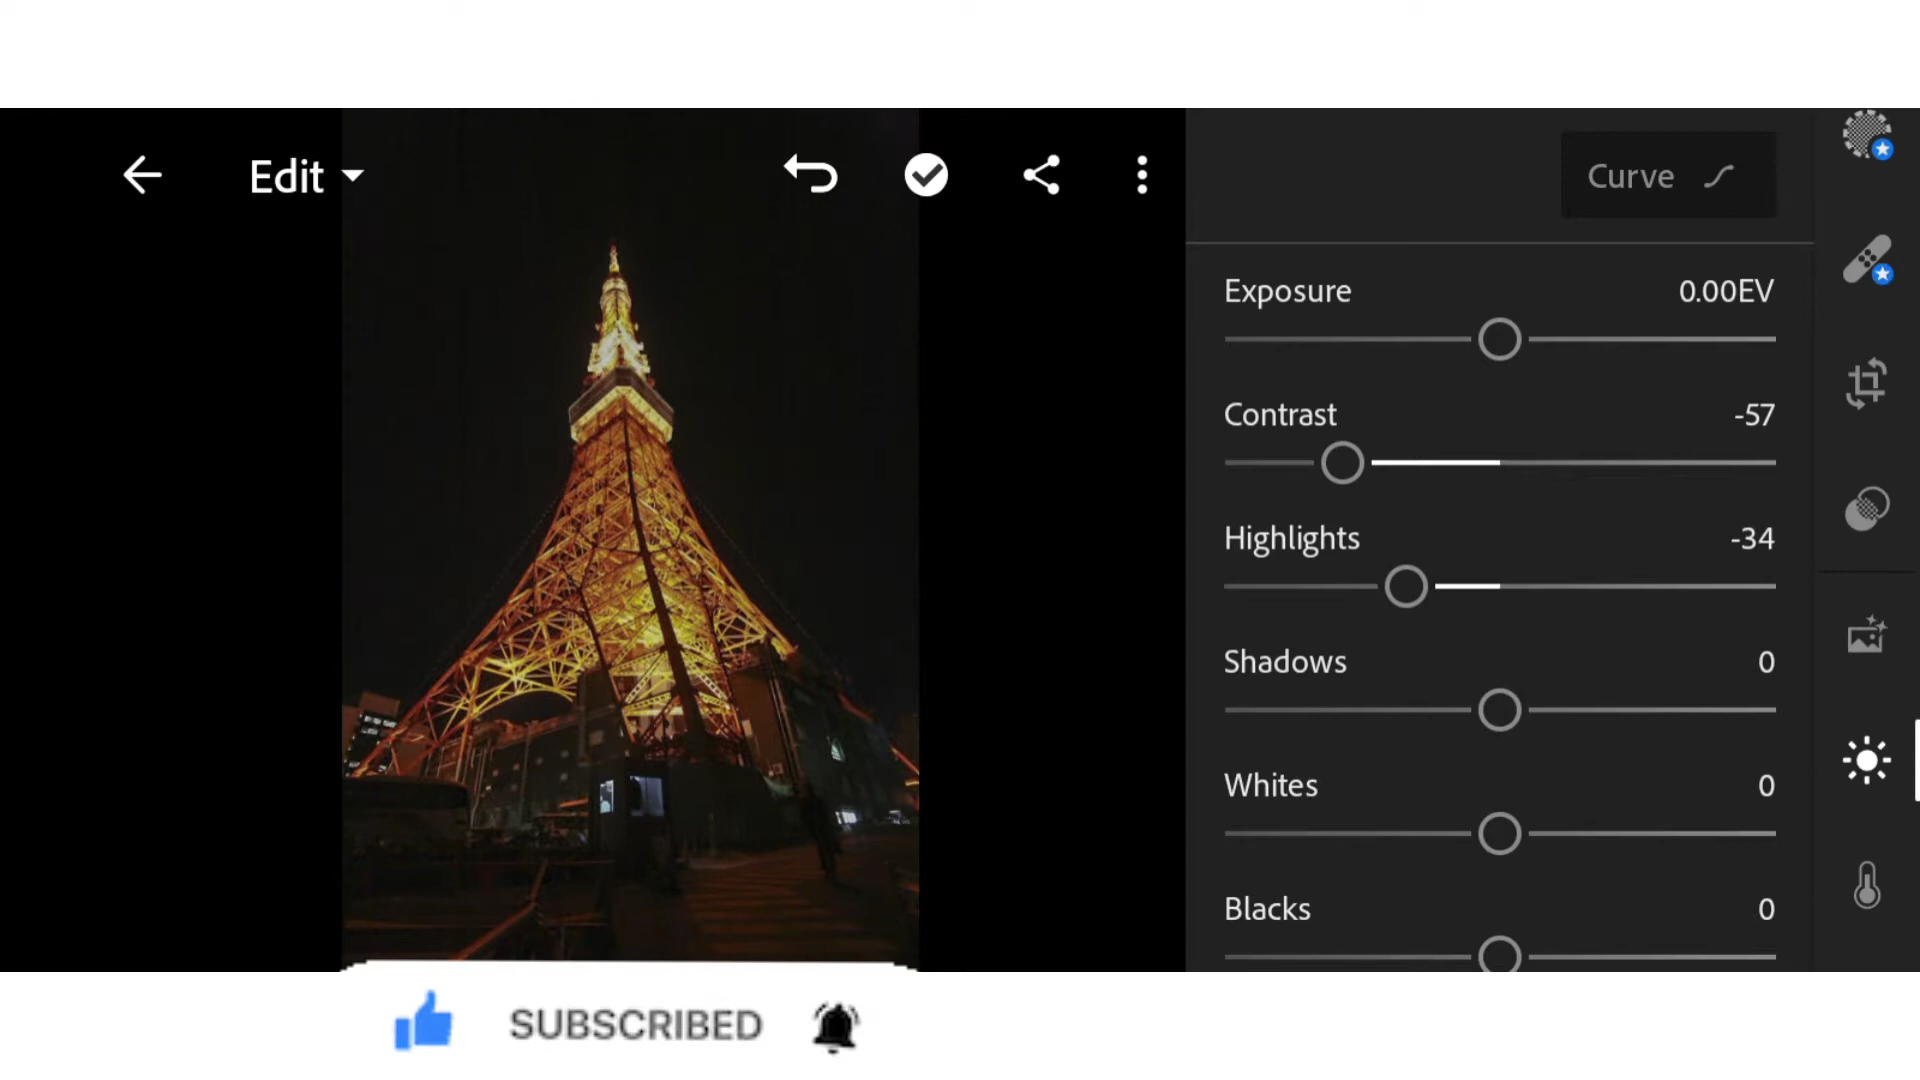 Edit
Curve
Exposure 0.00EV
Contrast -57
Highlights -34
Shadows 0
Whites 0
Blacks 0
SUBSCRIBED